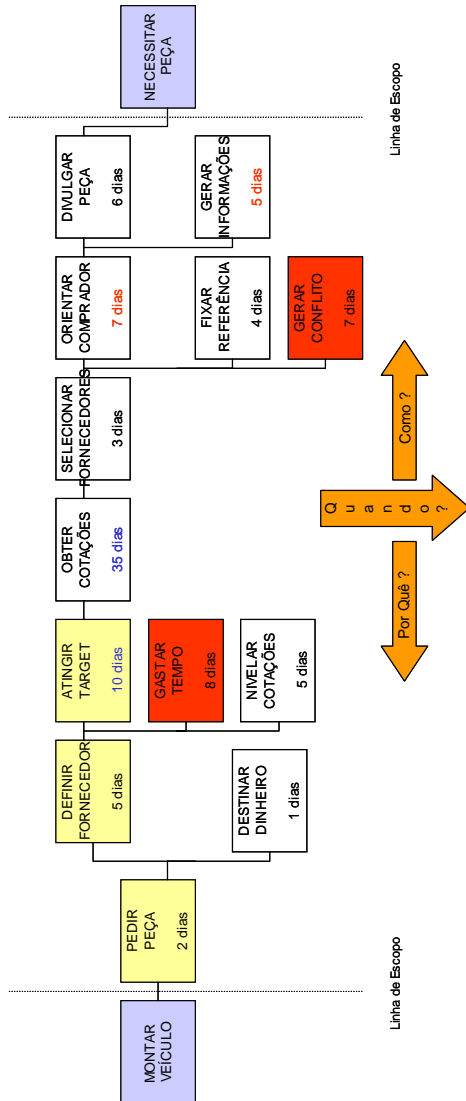 MONTAR
VEÍCULO
Linha de Escopo
PEDIR
PEÇA
2 dias
DEFINIR
FORNECEDOR
5 dias
DESTINAR
DINHEIRO
1 dias
ATINGIR
TARGET
10 dias
GASTAR
TEMPO
8 dias
NIVELAR
COTAÇÕES
5 dias
OBTER
COTAÇÕES
35 dias
SELECIONAR
FORNECEDORES
3 dias
ORIENTAR
COMPRADOR
7 dias
FIXAR
REFERÊNCIA
4 dias
GERAR
CONFLITO
7 dias
DIVULGAR
PEÇA
6 dias
GERAR
INFORMAÇÕES
5 dias
NECESSITAR
PEÇA
Linha de Escopo
Por Quê ?
Q
u
a
n
d
o
?
Como ?